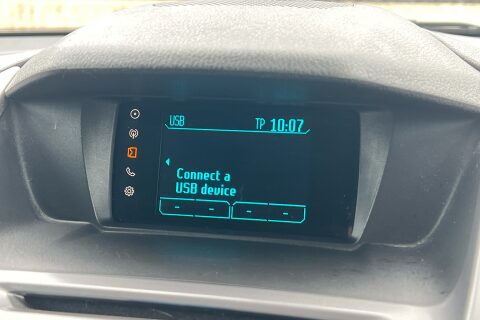 USB TP 10:07
Connect a
USB device